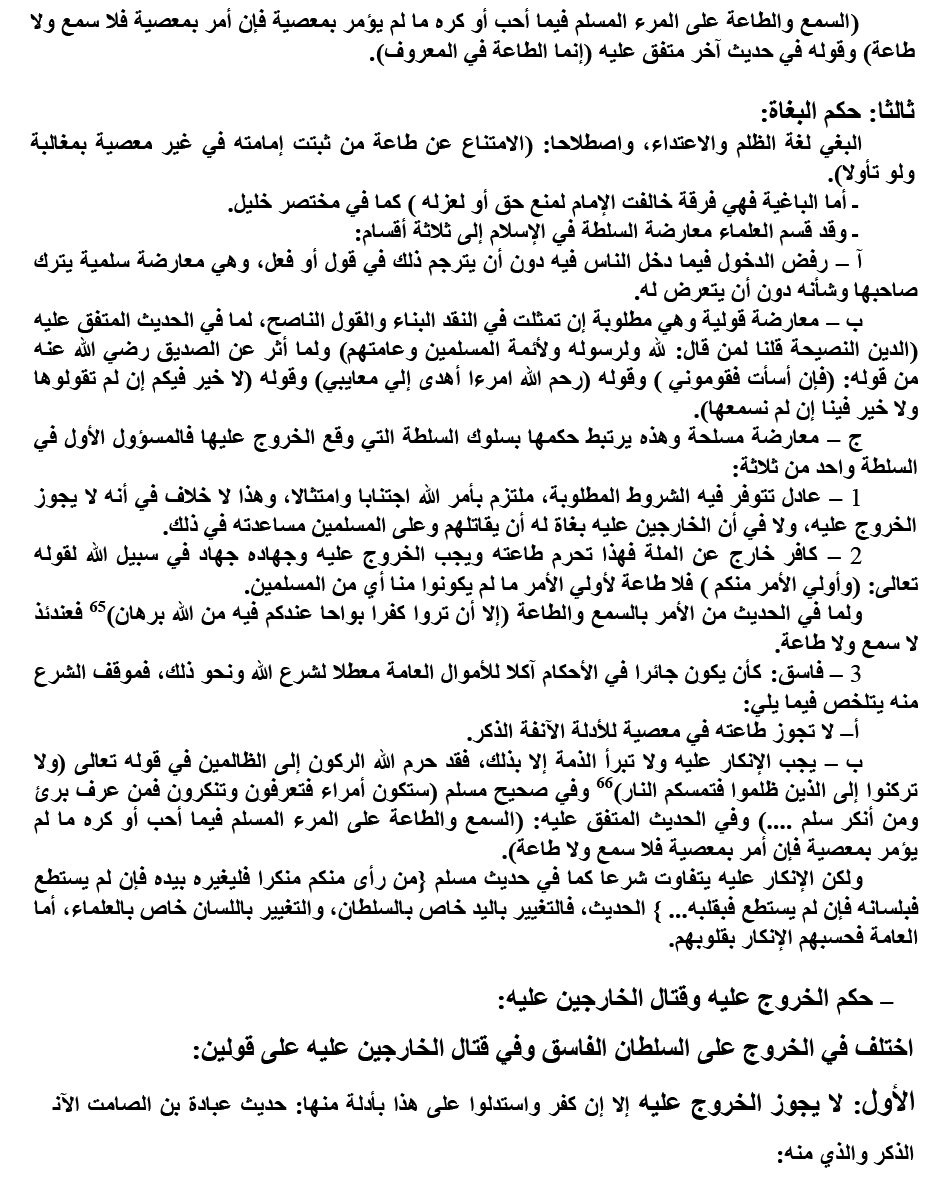 (السمع والطاعة على المرء المسلم فيما أحب أو كره ما لم يؤمر بمعصية فإن أمر بمعصية فلا سمع ولا
طاعة) وقوله في حديث آخر متفق عليه (إنما الطاعة في المعروف).
ثالثا: حكم البغاة:
البغي لغة الظلم والاعتداء، واصطلاحا: (الامتناع عن طاعة من ثبتت إمامته في غير معصية بمغالبة
ولو تأولا).
ـ أما الباغية فهي فرقة خالفت الإمام لمنع حق أو لعزله ) كما في مختصر خليل.
ـ وقد قسم العلماء معارضة السلطة في الإسلام إلى ثلاثة أقسام:
آ – رفض الدخول فيما دخل الناس فيه دون أن يترجم ذلك في قول أو فعل، وهي معارضة سلمية يترك
صاحبها وشأنه دون أن يتعرض له.
ب – معارضة قولية وهي مطلوبة إن تمثلت في النقد البناء والقول الناصح، لما في الحديث المتفق عليه
(الدين النصيحة قلنا لمن قال: لله ولرسوله ولأئمة المسلمين وعامتهم) ولما أثر عن الصديق رضي الله عنه
من قوله: (فإن أسأت فقوموني ) وقوله (رحم الله امرءا أهدى إلي معايبي) وقوله (لا خير فيكم إن لم تقولوها
ولا خير فينا إن لم نسمعها).
ج – معارضة مسلحة وهذه يرتبط حكمها بسلوك السلطة التي وقع الخروج عليها فالمسؤول الأول في
السلطة واحد من ثلاثة:
1 – عادل تتوفر فيه الشروط المطلوبة، ملتزم بأمر الله اجتنابا وامتثالا، وهذا لا خلاف في أنه لا يجوز
الخروج عليه، ولا في أن الخارجين عليه بغاة له أن يقاتلهم وعلى المسلمين مساعدته في ذلك.
2 – كافر خارج عن الملة فهذا تحرم طاعته ويجب الخروج عليه وجهاده جهاد في سبيل الله لقوله
تعالى: (وأولي الأمر منكم ) فلا طاعة لأولي الأمر ما لم يكونوا منا أي من المسلمين.
ولما في الحديث من الأمر بالسمع والطاعة (إلا أن تروا كفرا بواحا عندكم فيه من الله برهان)65 فعندئذ
لا سمع ولا طاعة.
3 – فاسق: كأن يكون جائرا في الأحكام آكلا للأموال العامة معطلا لشرع الله ونحو ذلك، فموقف الشرع
منه يتلخص فيما يلي:
أ– لا تجوز طاعته في معصية للأدلة الآنفة الذكر.
ب – يجب الإنكار عليه ولا تبرأ الذمة إلا بذلك، فقد حرم الله الركون إلى الظالمين في قوله تعالى (ولا
تركنوا إلى الذين ظلموا فتمسكم النار)66 وفي صحيح مسلم (ستكون أمراء فتعرفون وتنكرون فمن عرف برئ
ومن أنكر سلم ....) وفي الحديث المتفق عليه: (السمع والطاعة على المرء المسلم فيما أحب أو كره ما لم
يؤمر بمعصية فإن أمر بمعصية فلا سمع ولا طاعة).
ولكن الإنكار عليه يتفاوت شرعا كما في حديث مسلم {من رأى منكم منكرا فليغيره بيده فإن لم يستطع
فبلسانه فإن لم يستطع فبقلبه... } الحديث، فالتغيير باليد خاص بالسلطان، والتغيير باللسان خاص بالعلماء، أما
العامة فحسبهم الإنكار بقلوبهم.
– حكم الخروج عليه وقتال الخارجين عليه:
اختلف في الخروج على السلطان الفاسق وفي قتال الخارجين عليه على قولين:
الأول: لا يجوز الخروج عليه إلا إن كفر واستدلوا على هذا بأدلة منها: حديث عبادة بن الصامت الآنـ
الذكر والذي منه: